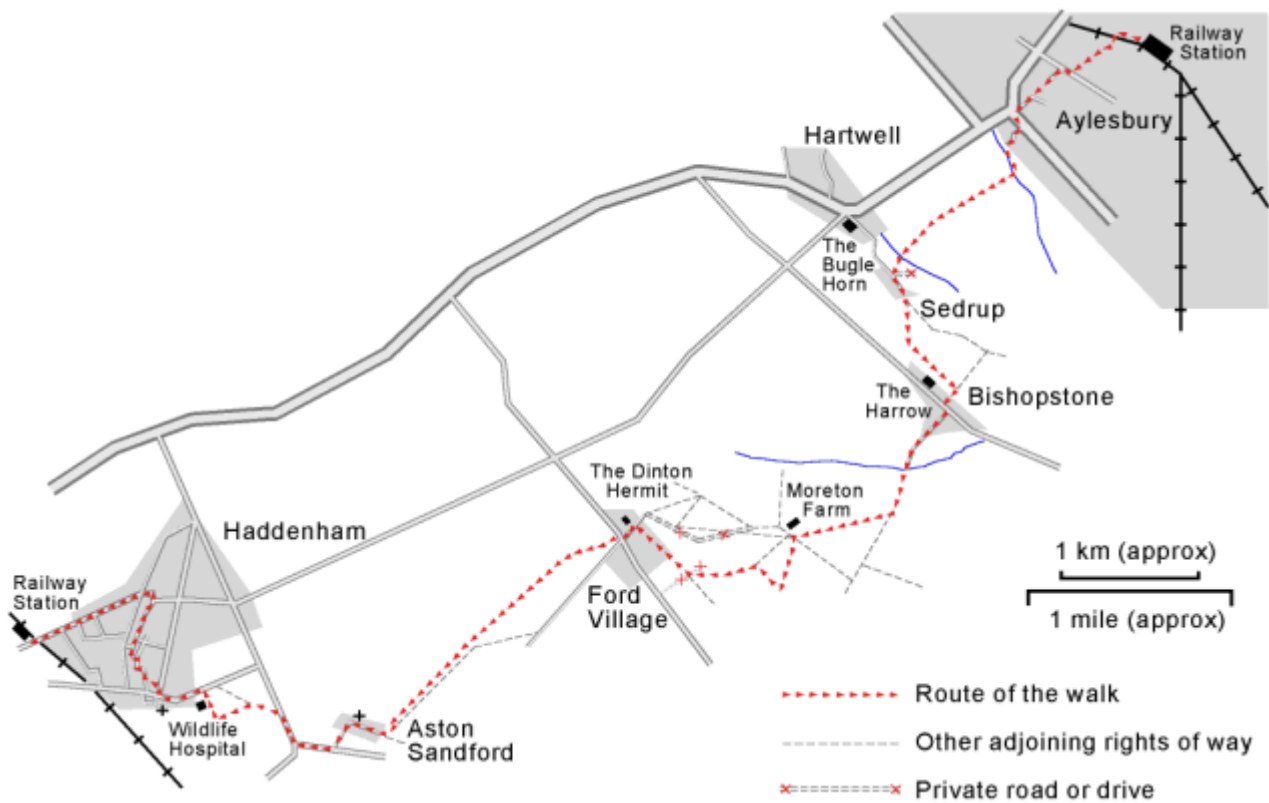 Railway
Station
Aylesbury
Hartwell
The
Bugle
Horn
Sedrup
The
Harrow
Bishopstone
The Dinton
Hermit
Moreton
Farm
Haddenham
Railway
Station
Ford
Village
1 km (approx)
1 mile (approx)
Wildlife
Hospital
Aston
Sandford
Route of the walk
Other adjoining rights of way
Private road or drive